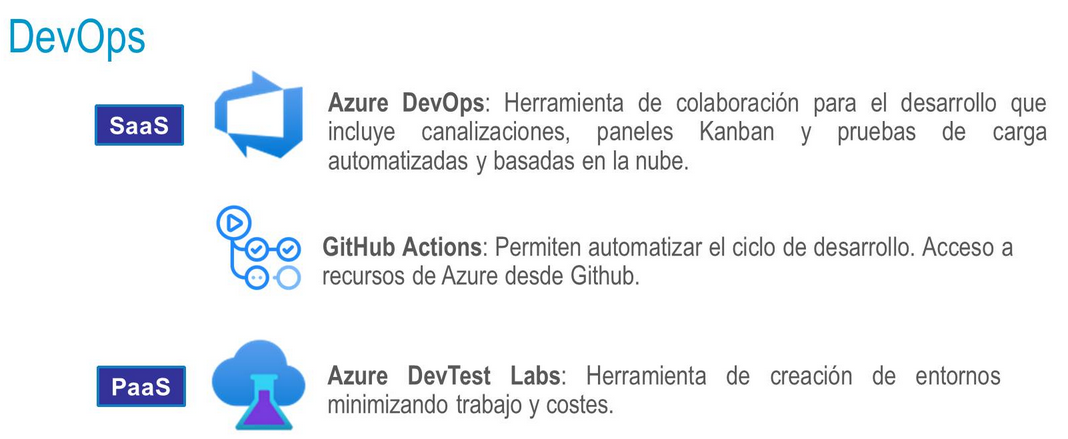 DevOps
SaaS
Azure DevOps: Herramienta de colaboración para el desarrollo que
incluye canalizaciones, paneles Kanban y pruebas de carga
automatizadas y basadas en la nube.
GitHub Actions: Permiten automatizar el ciclo de desarrollo. Acceso a
recursos de Azure desde Github.
PaaS
Azure DevTest Labs: Herramienta de creación de entornos
minimizando trabajo y costes.